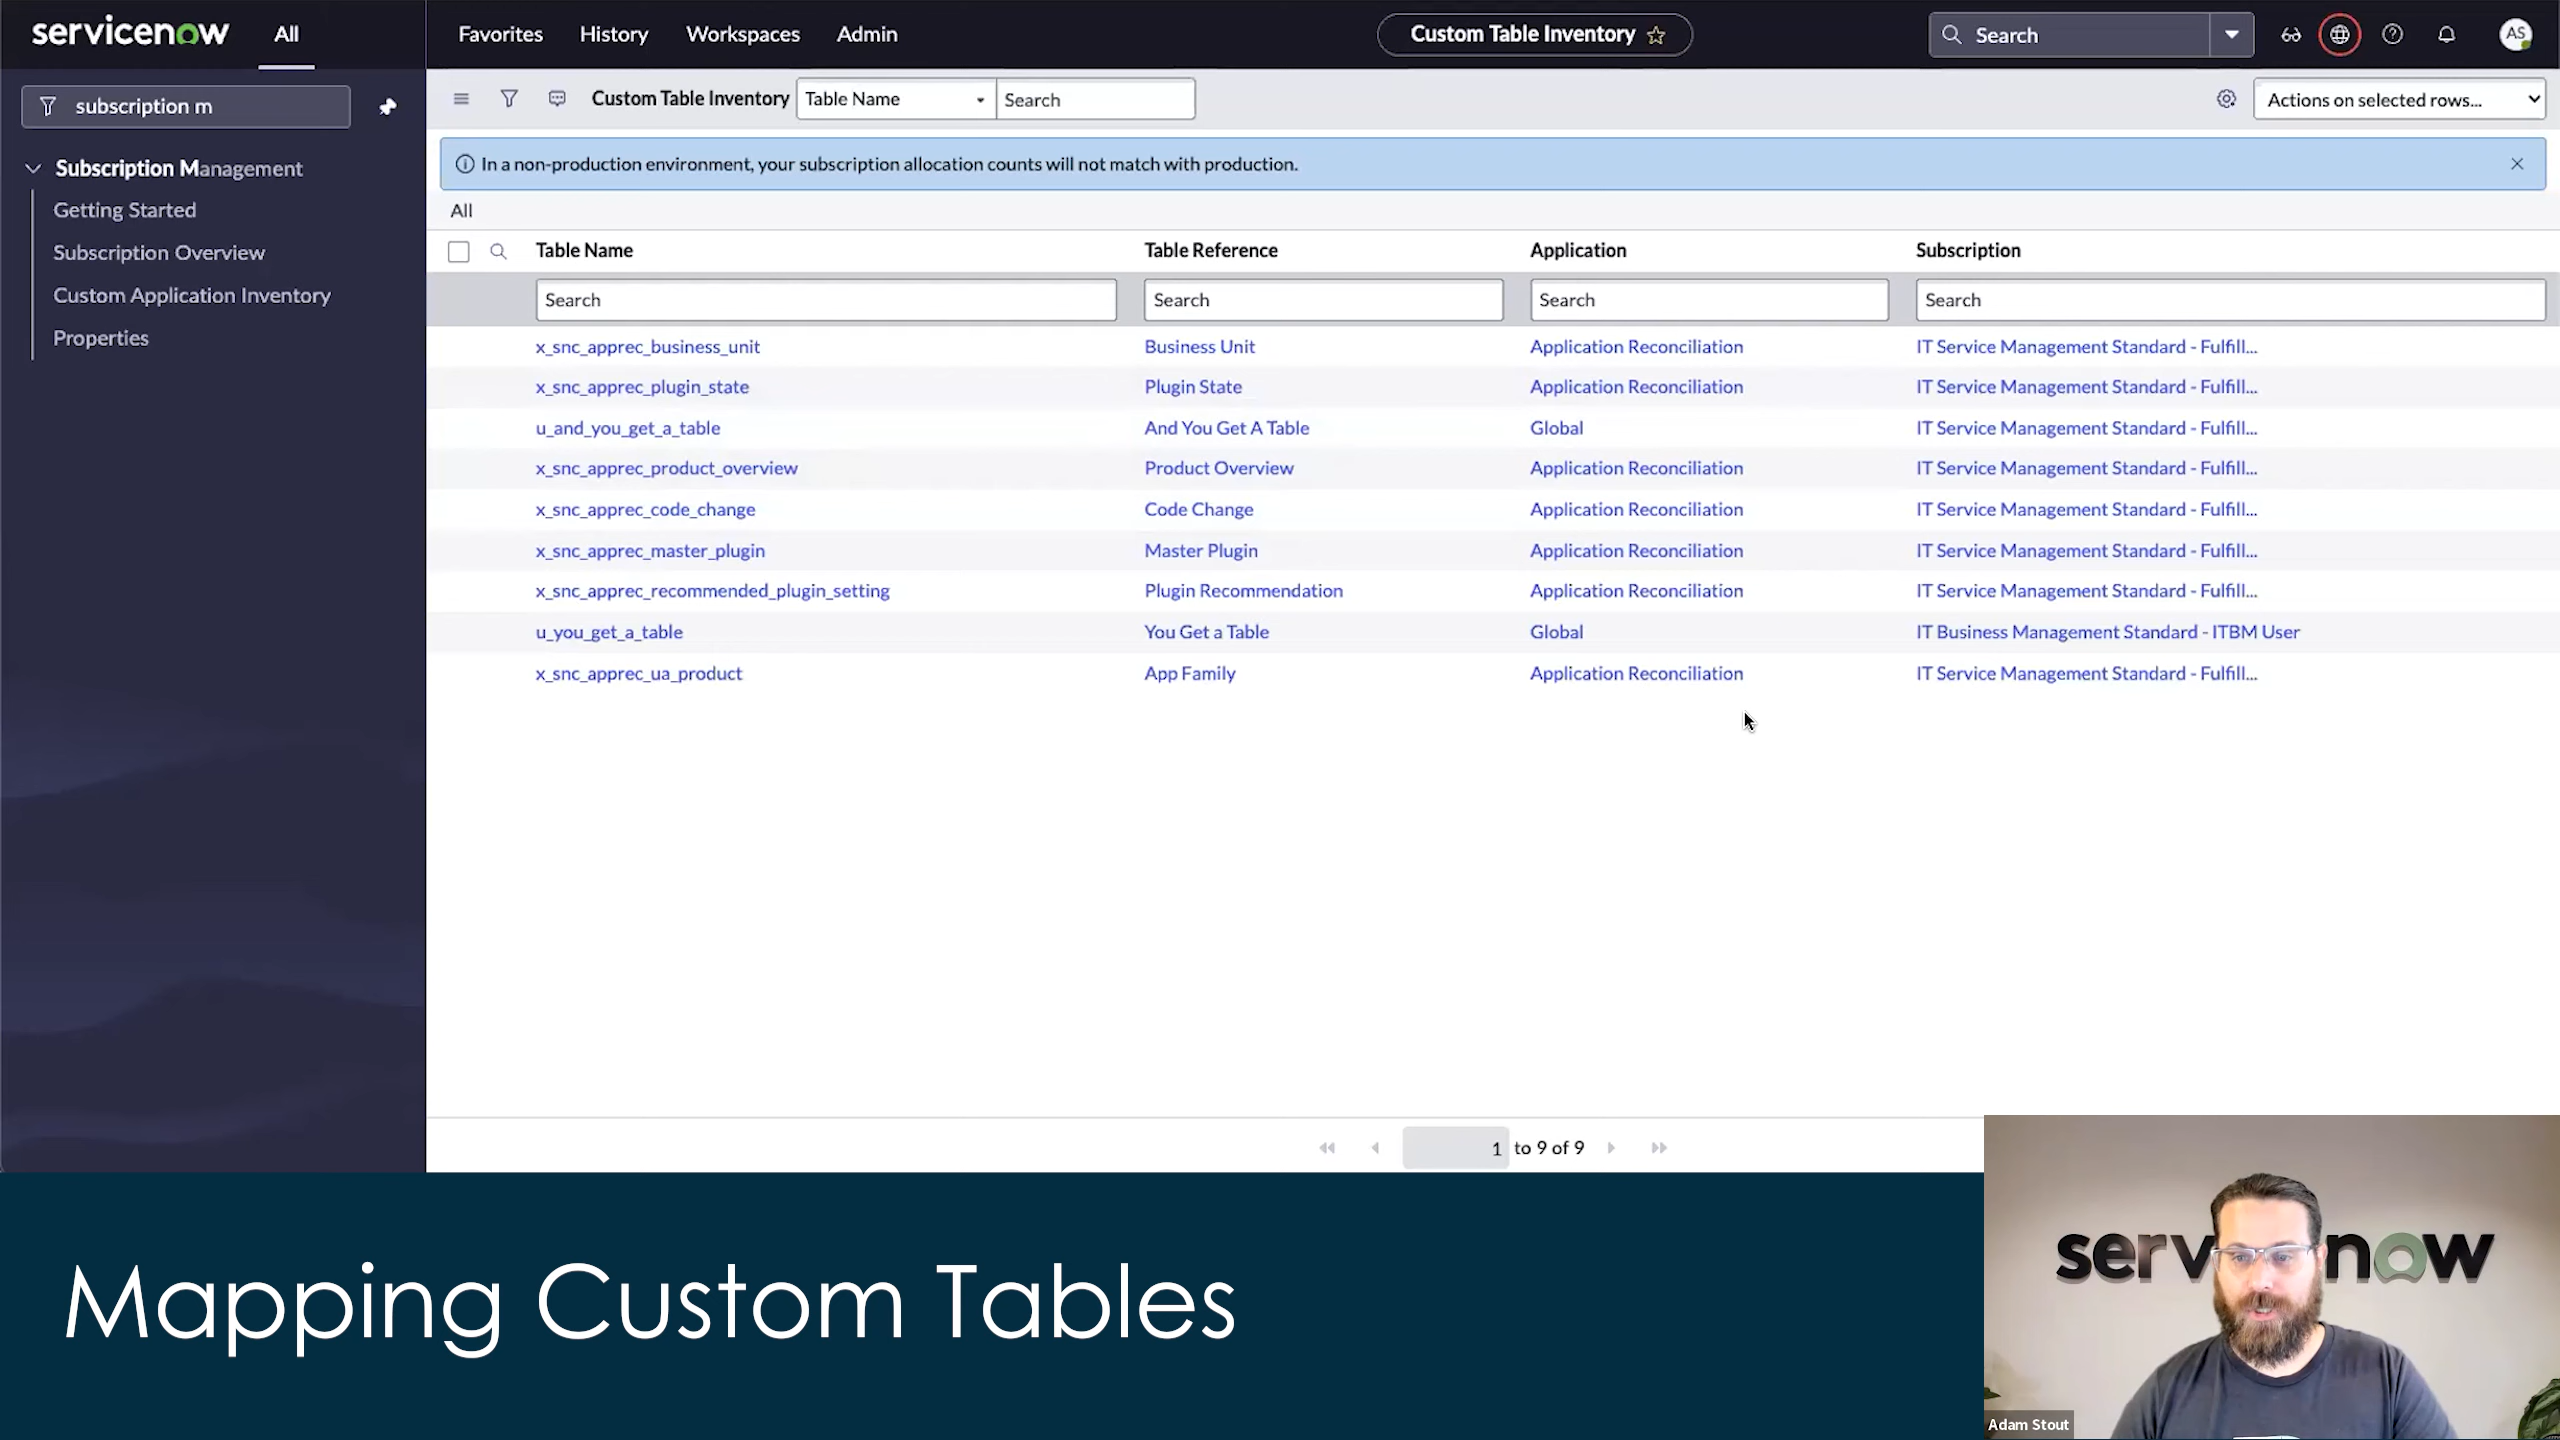 servicenow
All
Favorites
History
Workspaces
Admin
Custom Table Inventory
Search
AS
subscription m
Subscription Management
Getting Started
Subscription Overview
Custom Application Inventory
Properties
Custom Table Inventory
Table Name
Search
Actions on selected rows...
In a non-production environment, your subscription allocation counts will not match with production.
All
Table Name Table Reference Application Subscription
Search Search Search Search
x_snc_apprec_business_unit Business Unit Application Reconciliation IT Service Management Standard - Fulfill...
x_snc_apprec_plugin_state Plugin State Application Reconciliation IT Service Management Standard - Fulfill...
u_and_you_get_a_table And You Get A Table Global IT Service Management Standard - Fulfill...
x_snc_apprec_product_overview Product Overview Application Reconciliation IT Service Management Standard - Fulfill...
x_snc_apprec_code_change Code Change Application Reconciliation IT Service Management Standard - Fulfill...
x_snc_apprec_master_plugin Master Plugin Application Reconciliation IT Service Management Standard - Fulfill...
x_snc_apprec_recommended_plugin_setting Plugin Recommendation Application Reconciliation IT Service Management Standard - Fulfill...
u_you_get_a_table You Get a Table Global IT Business Management Standard - ITBM User
x_snc_apprec_ua_product App Family Application Reconciliation IT Service Management Standard - Fulfill...
1 to 9 of 9
Mapping Custom Tables
serv now
Adam Stout